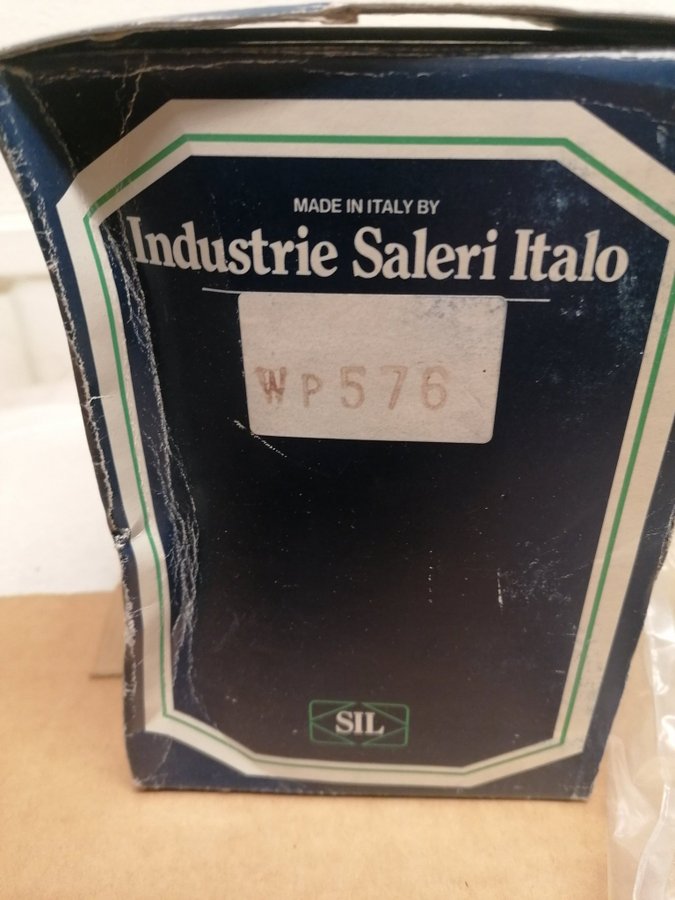 MADE IN ITALY BY
Industrie Saleri Italo
WP576
SIL